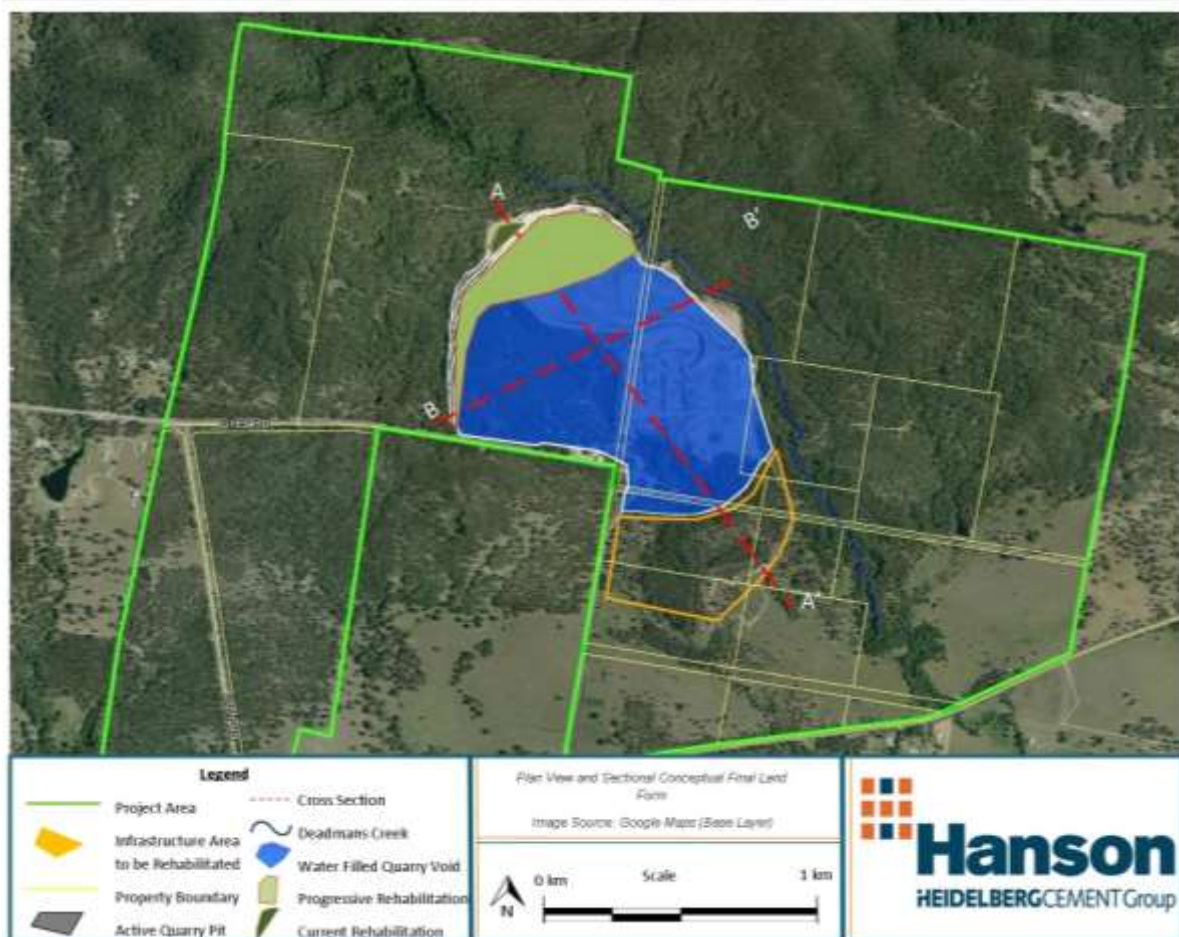 A
B'
B
A'
Legend
Project Area
Infrastructure Area
to be Rehabilitated
Property Boundary
Active Quarry Pit
Cross Section
Deadmans Creek
Water Filled Quarry Void
Progressive Rehabilitation
Current Rehabilitation
Plan View and Sectional Conceptual Final Land
Form
Image Source: Google Maps (Base Layer)
0 km Scale 1 km
N
Hanson
HEIDELBERGCEMENT Group